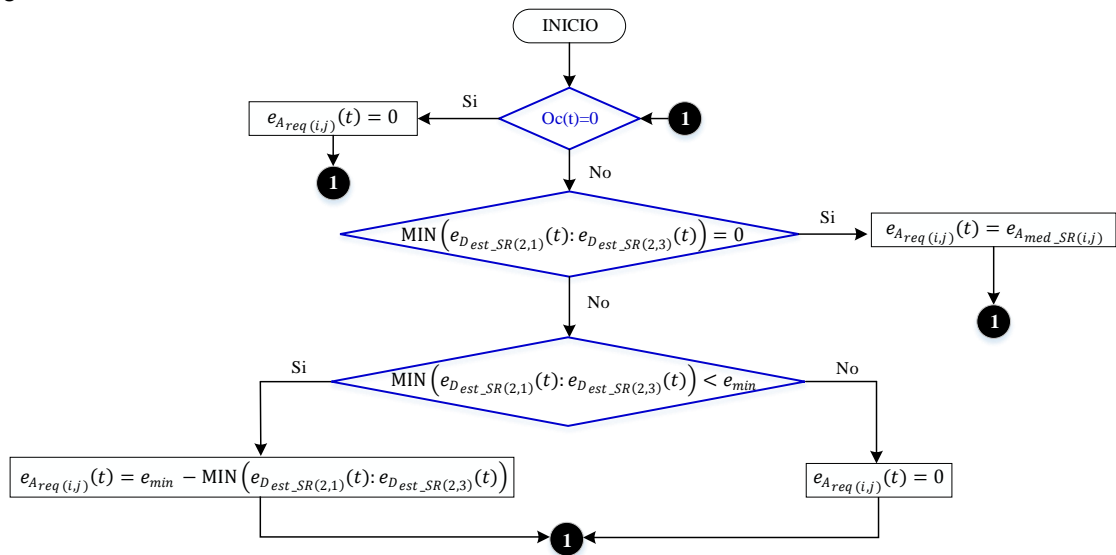 INICIO
Si
Oc(t)=0
1
e_{A_{req (i,j)}}(t) = 0
1
No
MIN(e_{D_{est_SR(2,1)}}(t): e_{D_{est_SR(2,3)}}(t)) = 0
Si
e_{A_{req (i,j)}}(t) = e_{A_{med_SR(i,j)}}
1
No
MIN(e_{D_{est_SR(2,1)}}(t): e_{D_{est_SR(2,3)}}(t)) < e_{min}
Si
No
e_{A_{req (i,j)}}(t) = e_{min} − MIN(e_{D_{est_SR(2,1)}}(t): e_{D_{est_SR(2,3)}}(t))
e_{A_{req (i,j)}}(t) = 0
1